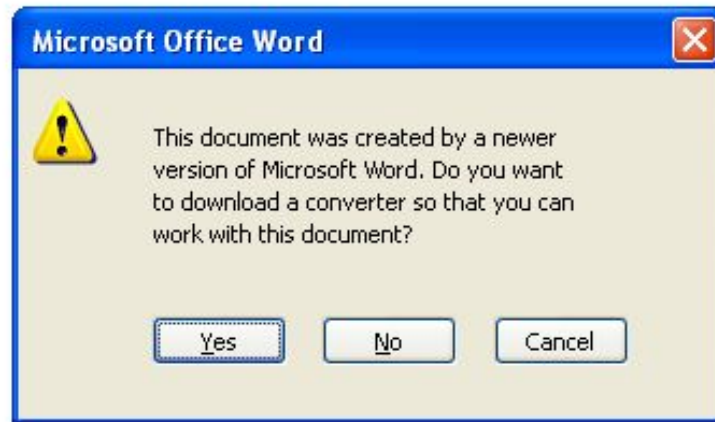 Microsoft Office Word
This document was created by a newer
version of Microsoft Word. Do you want
to download a converter so that you can
work with this document?
Yes No Cancel